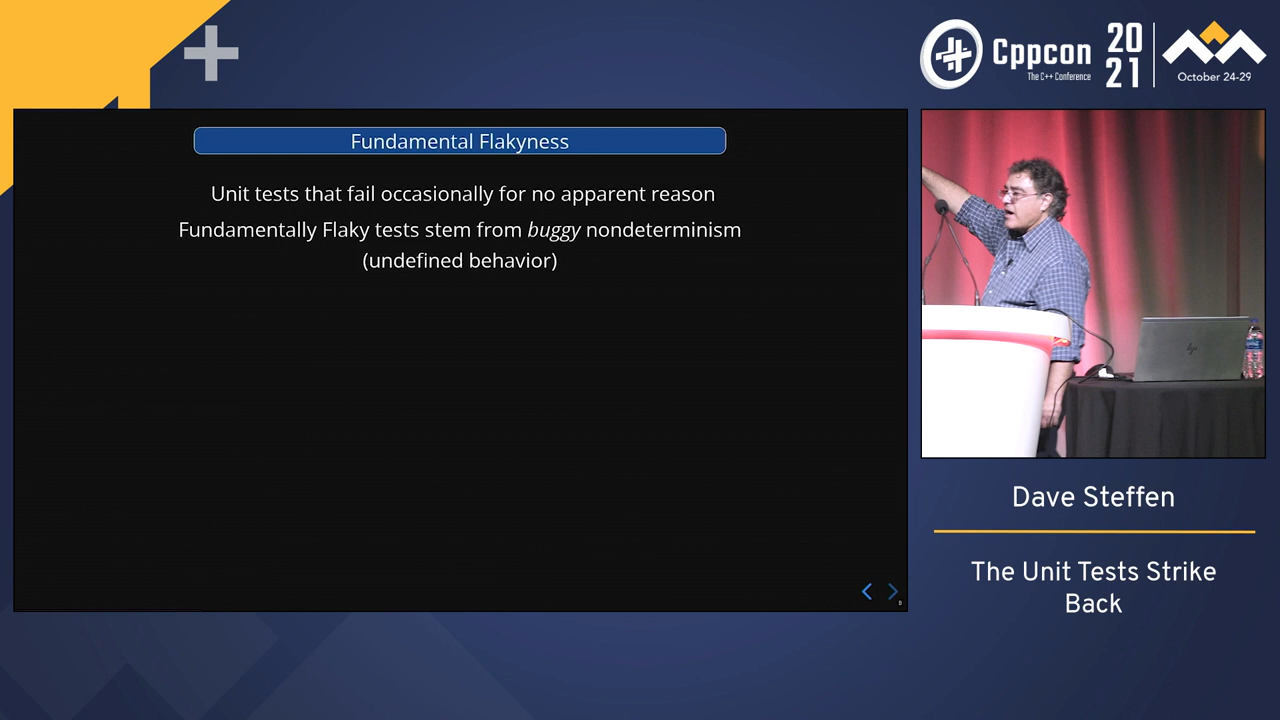 Cppcon
The C++ Conference
20
21
October 24-29
Fundamental Flakyness
Unit tests that fail occasionally for no apparent reason
Fundamentally Flaky tests stem from buggy nondeterminism
(undefined behavior)
Dave Steffen
The Unit Tests Strike
Back